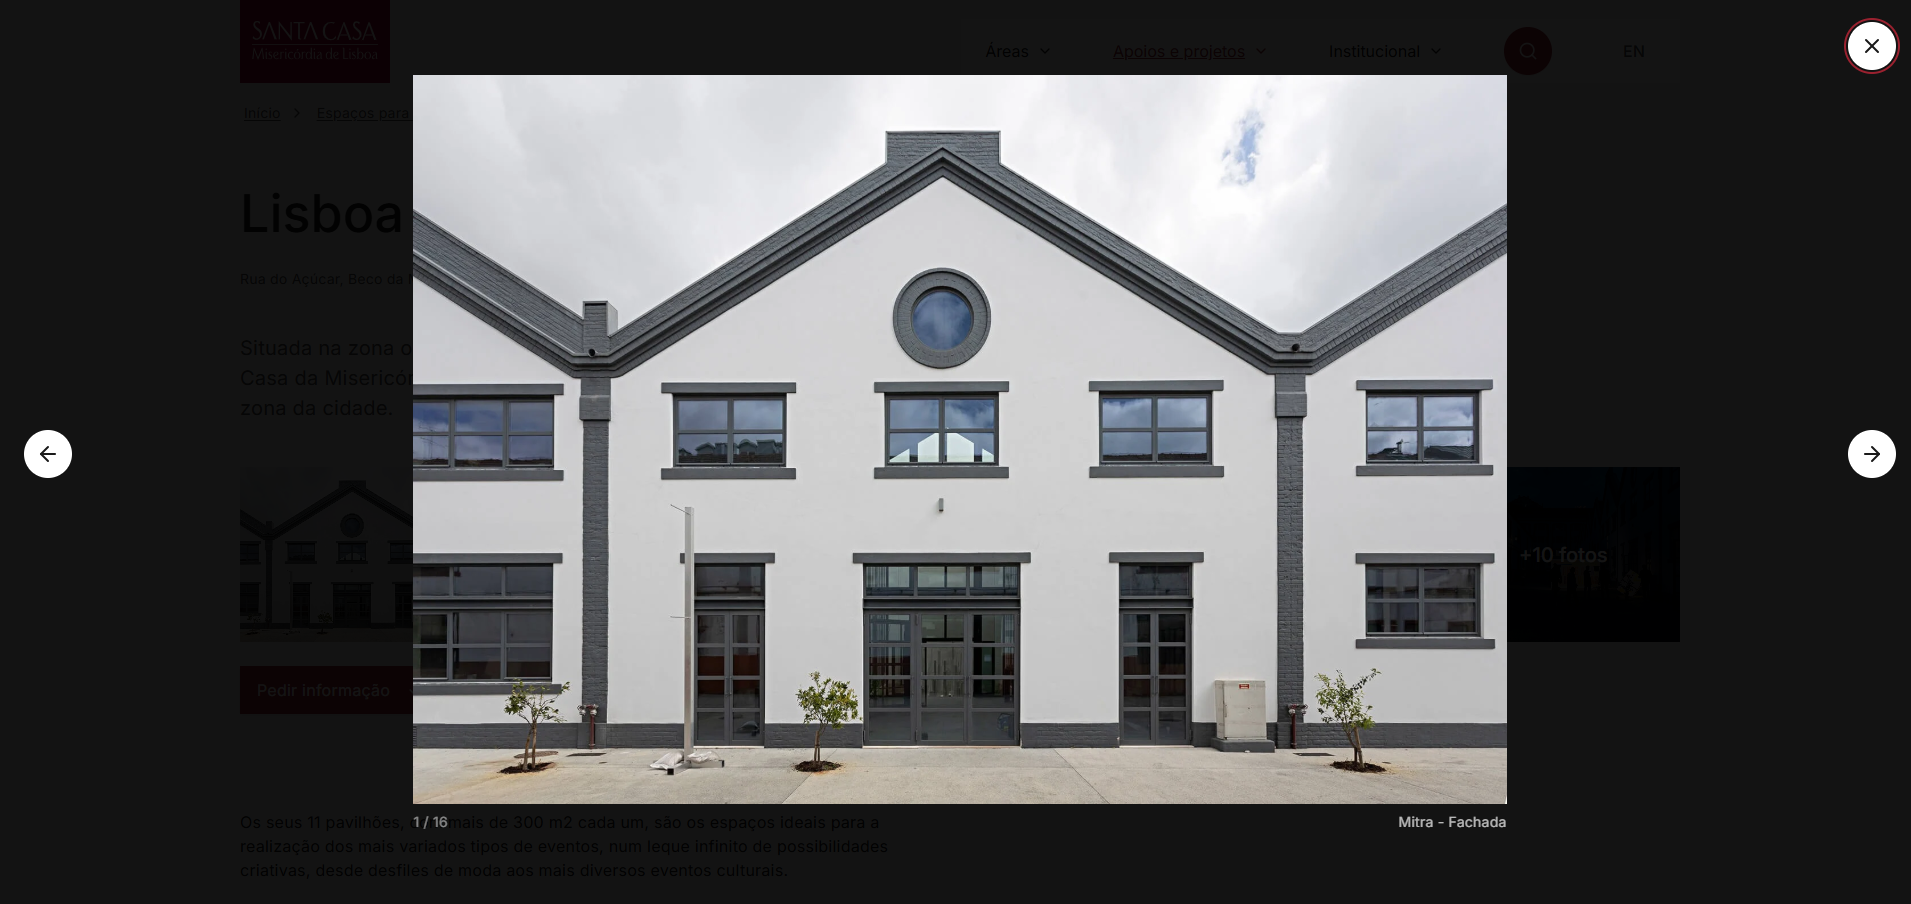 SANTA CASA
Misericórdia de Lisboa
Áreas
Apoios e projetos
Institucional
EN
Início
Espaços para
Lisboa
Rua do Açúcar, Beco da
Situada na zona
Casa da
zona da cidade.
+10 fotos
Pedir informação
1 / 16
Mitra - Fachada
Os seus 11 pavilhões, mais de 300 m2 cada um, são os espaços ideais para a
realização dos mais variados tipos de eventos, num leque infinito de possibilidades
criativas, desde desfiles de moda aos mais diversos eventos culturais.